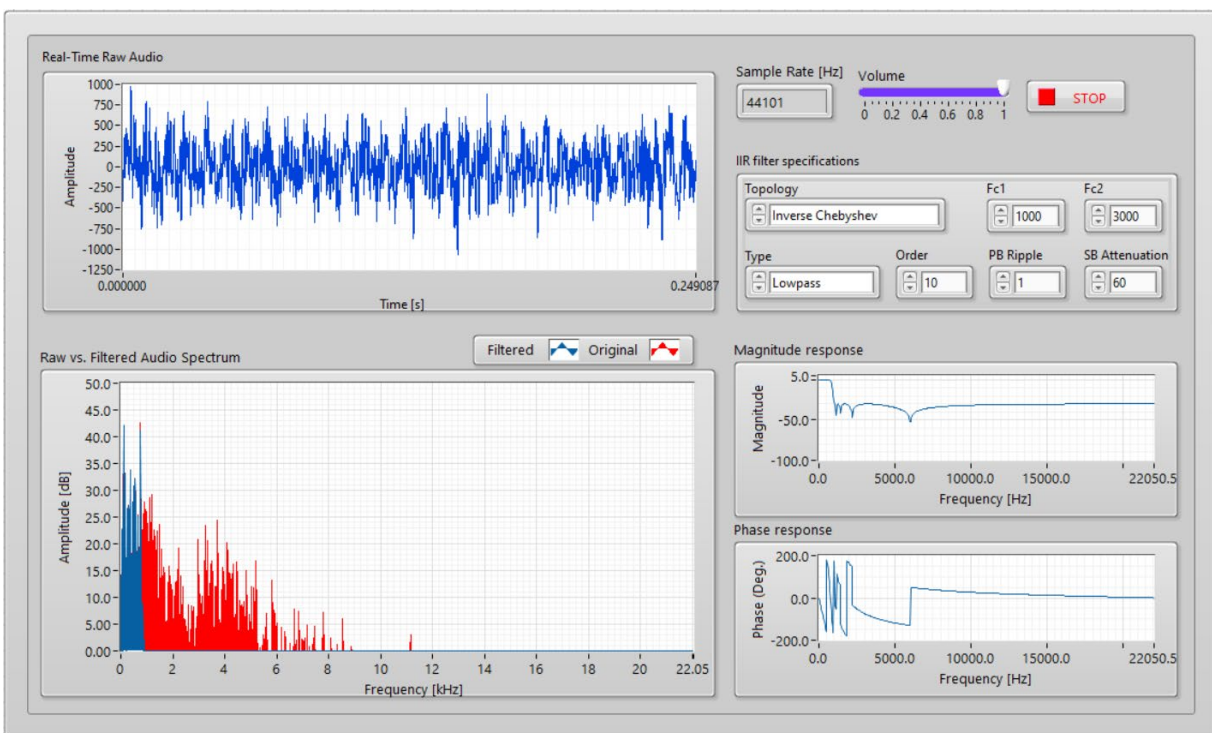 Real-Time Raw Audio
1000
750
500
250
0
-250
-500
-750
-1000
-1250
Amplitude
0.000000
0.249087
Time [s]
Sample Rate [Hz]
44101
Volume
0 0.2 0.4 0.6 0.8 1
STOP
IIR filter specifications
Topology Fc1 Fc2
Inverse Chebyshev 1000 3000
Type Order PB Ripple SB Attenuation
Lowpass 10 1 60
Raw vs. Filtered Audio Spectrum
Filtered Original
50.0
45.0
40.0
35.0
30.0
25.0
20.0
15.0
10.0
5.00
0.00
Amplitude [dB]
0 2 4 6 8 10 12 14 16 18 20 22.05
Frequency [kHz]
Magnitude response
5.0
-50.0
-100.0
Magnitude
0.0 5000.0 10000.0 15000.0 22050.5
Frequency [Hz]
Phase response
200.0
0.0
-200.0
Phase (Deg.)
0.0 5000.0 10000.0 15000.0 22050.5
Frequency [Hz]